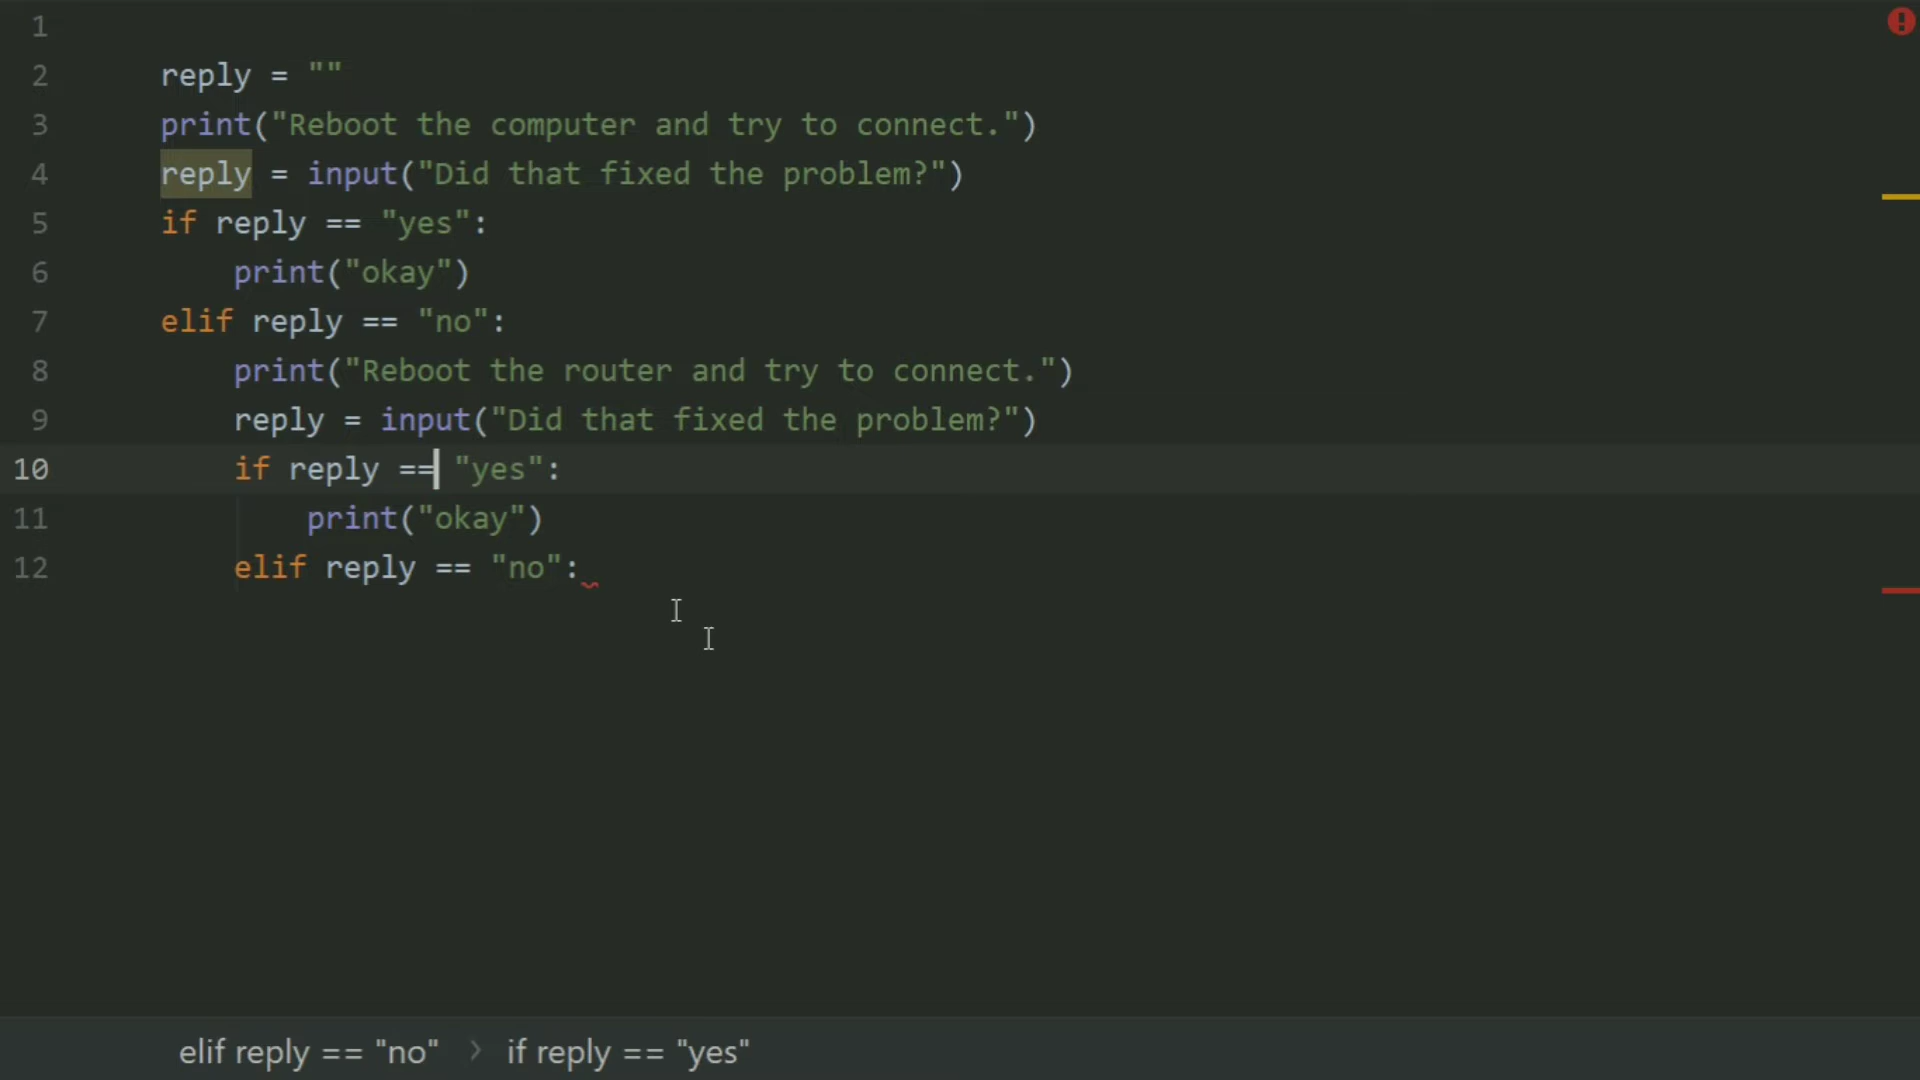 1
2 reply = ""
3 print("Reboot the computer and try to connect.")
4 reply = input("Did that fixed the problem?")
5 if reply == "yes":
6     print("okay")
7 elif reply == "no":
8     print("Reboot the router and try to connect.")
9     reply = input("Did that fixed the problem?")
10     if reply == "yes":
11         print("okay")
12     elif reply == "no":
elif reply == "no" › if reply == "yes"